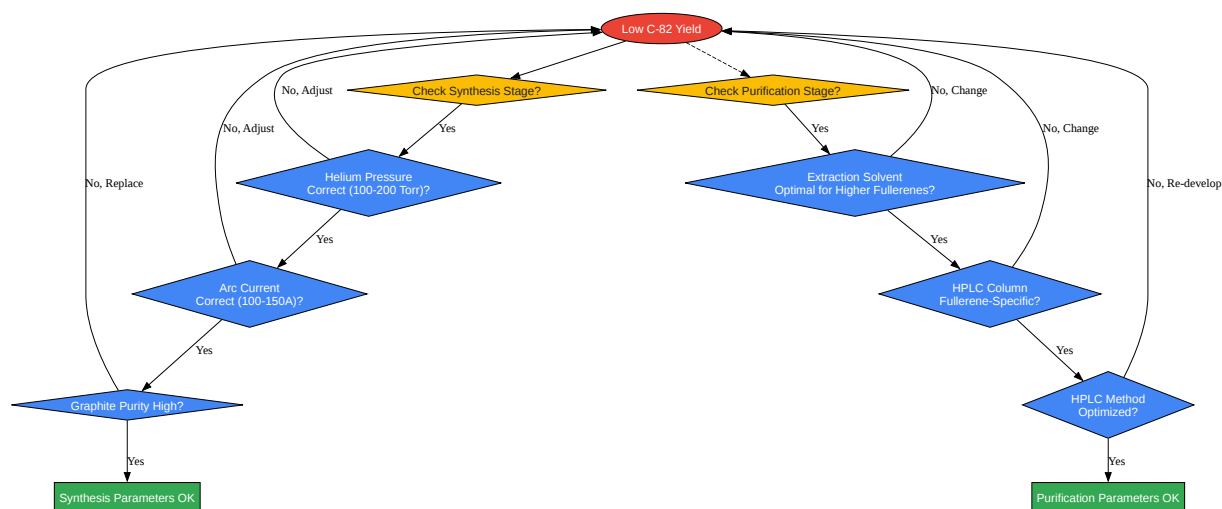 Low C-82 Yield
Check Synthesis Stage?
Check Purification Stage?
No, Adjust
No, Change
Yes
Yes
No, Adjust
No, Change
Helium Pressure
Correct (100-200 Torr)?
Extraction Solvent
Optimal for Higher Fullerenes?
No, Replace
No, Re-develop
Yes
Yes
Arc Current
Correct (100-150A)?
HPLC Column
Fullerene-Specific?
Yes
Yes
Graphite Purity High?
HPLC Method
Optimized?
Yes
Yes
Synthesis Parameters OK
Purification Parameters OK